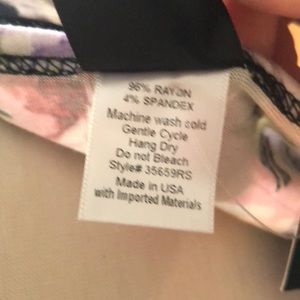 96% RAYON
4% SPANDEX
Machine wash cold
Gentle Cycle
Hang Dry
Do not Bleach
Style# 35659RS
Made in USA
with Imported Materials